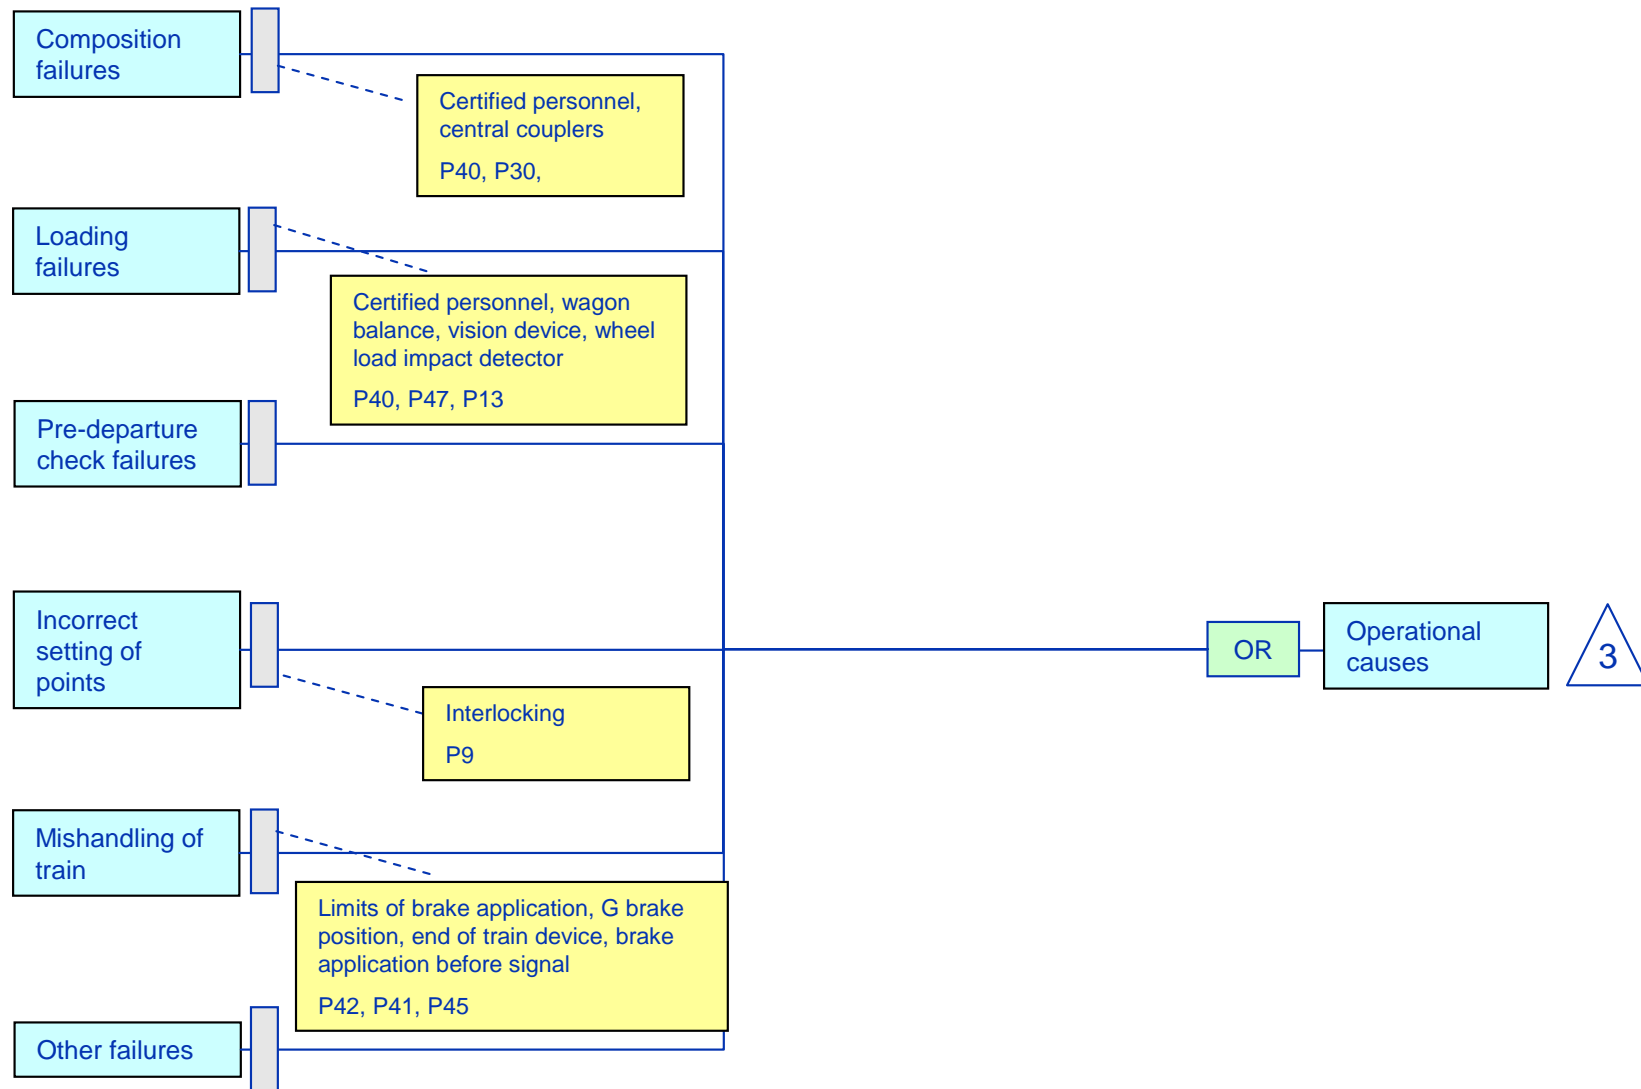 Composition
failures
Certified personnel,
central couplers
P40, P30,
Loading
failures
Certified personnel, wagon
balance, vision device, wheel
load impact detector
P40, P47, P13
Pre-departure
check failures
Incorrect
setting of
points
Interlocking
P9
OR
Operational
causes
3
Mishandling of
train
Limits of brake application, G brake
position, end of train device, brake
application before signal
P42, P41, P45
Other failures